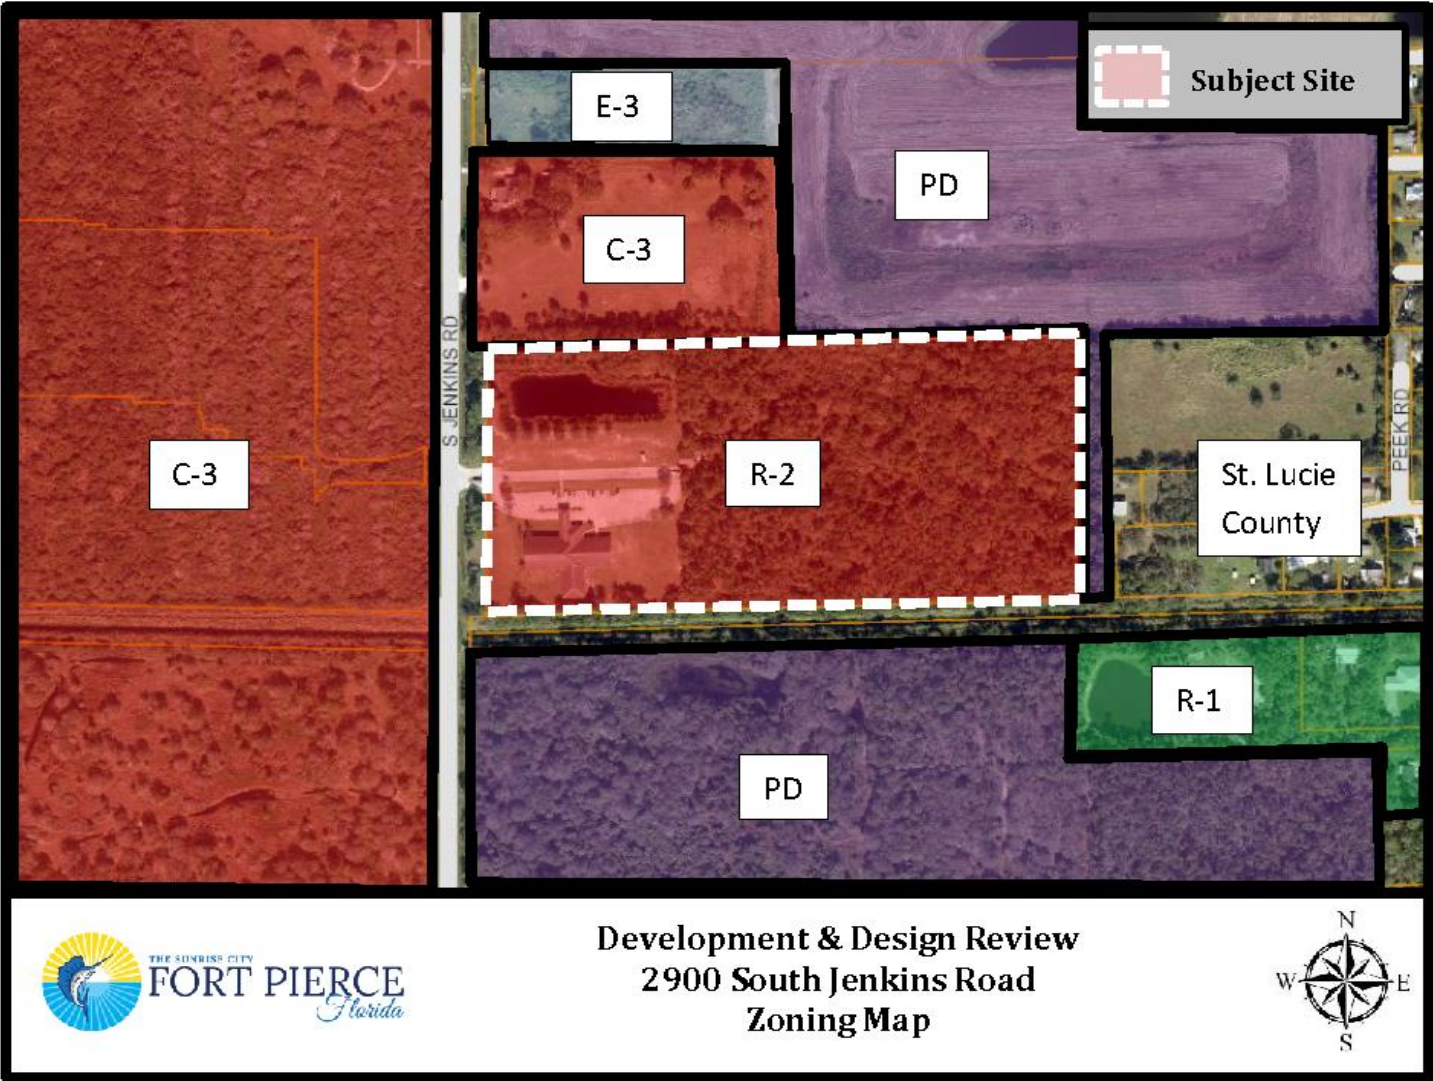 Subject Site
E-3
PD
C-3
S JENKINS RD
C-3
R-2
St. Lucie
County
PEEK RD
R-1
PD
THE SUNRISE CITY
FORT PIERCE
Florida
Development & Design Review
2900 South Jenkins Road
Zoning Map
N
W
E
S